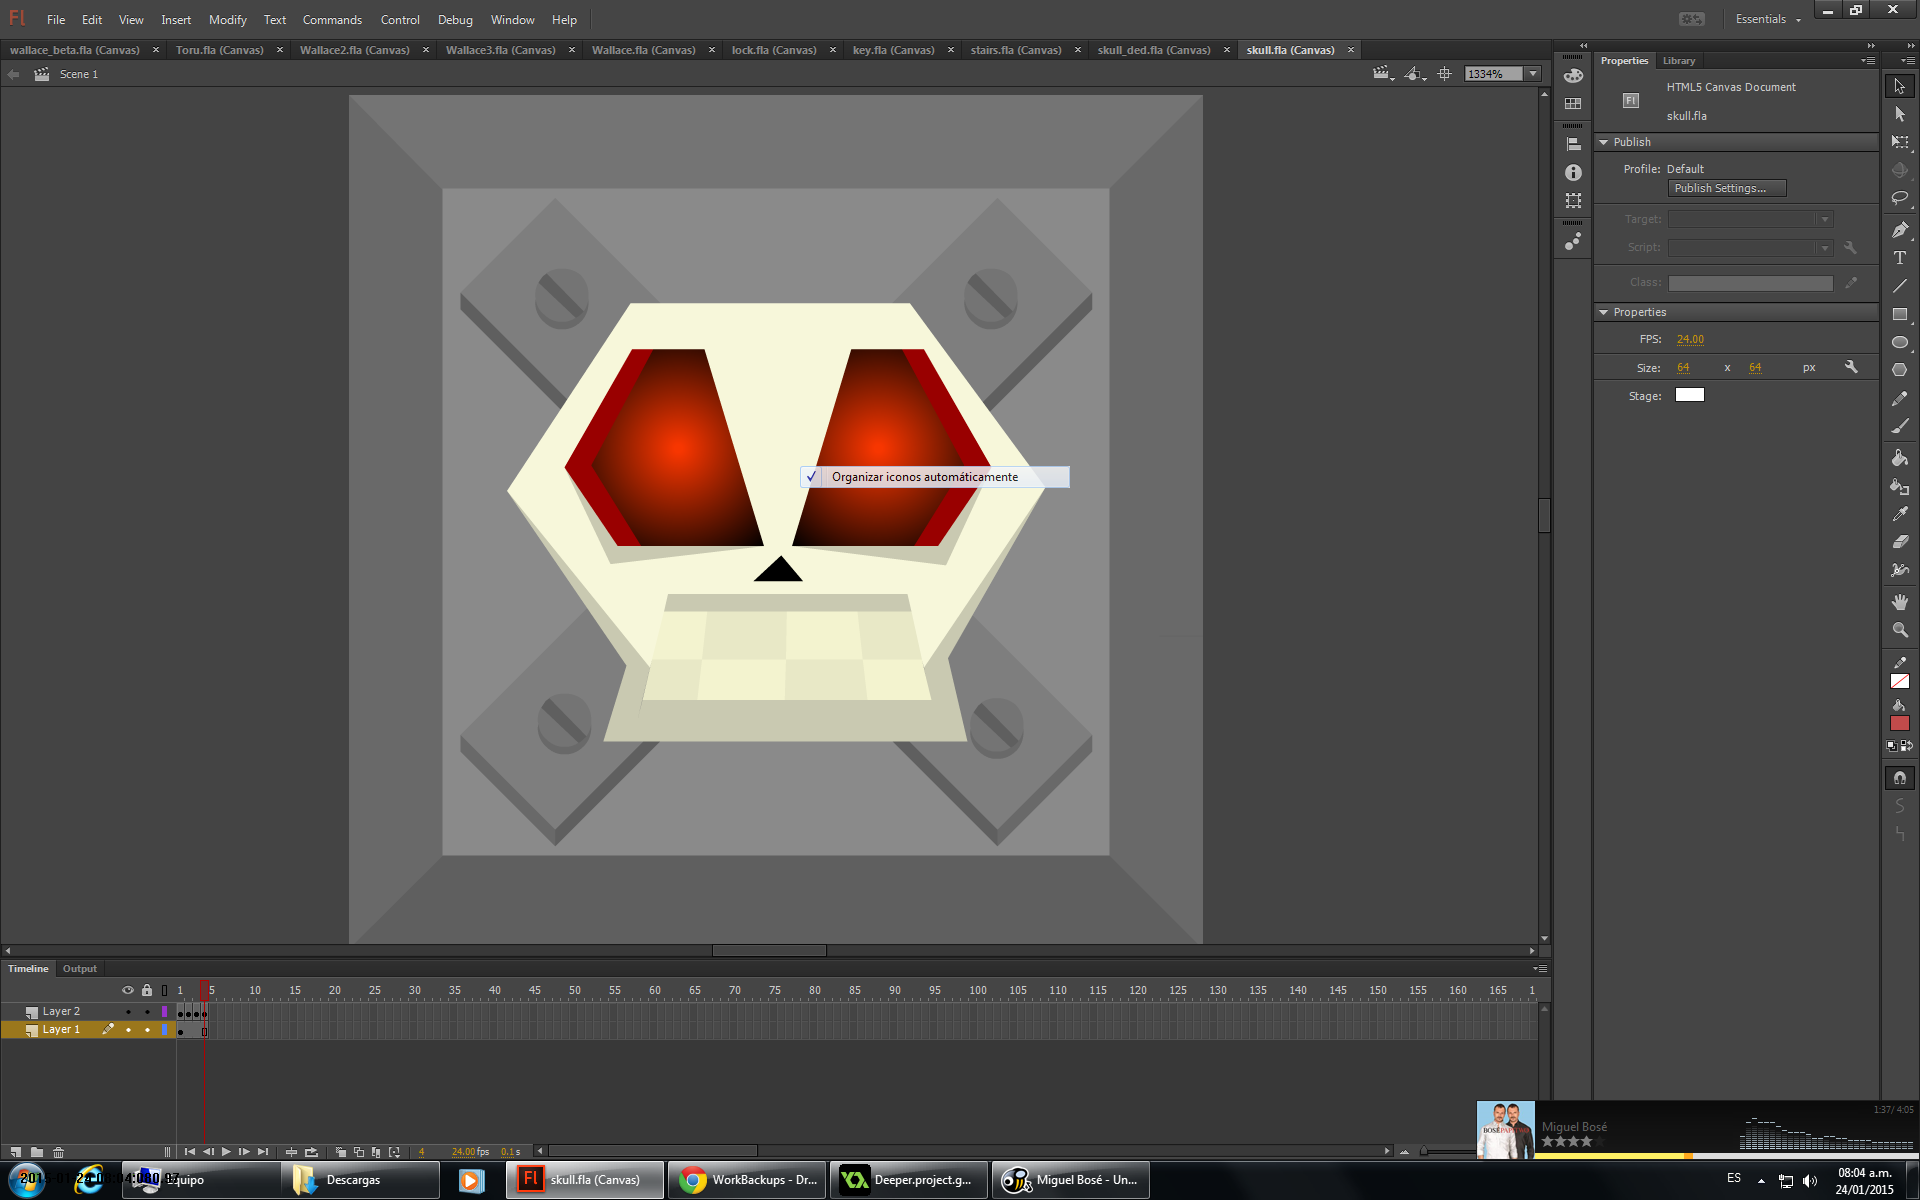 Fl File Edit View Insert Modify Text Commands Control Debug Window Help Essentials
wallace_beta.fla (Canvas) Toru.fla (Canvas) Wallace2.fla (Canvas) Wallace3.fla (Canvas) Wallace.fla (Canvas) lock.fla (Canvas) key.fla (Canvas) stairs.fla (Canvas) skull_ded.fla (Canvas) skull.fla (Canvas)
Scene 1
1334%
Properties Library
Fl
HTML5 Canvas Document
skull.fla
Publish
Profile: Default
Publish Settings...
Target:
Script:
Class:
Properties
FPS: 24.00
Size: 64 x 64 px
Stage:
✓ Organizar iconos automáticamente
Timeline Output
1 5 10 15 20 25 30 35 40 45 50 55 60 65 70 75 80 85 90 95 100 105 110 115 120 125 130 135 140 145 150 155 160 165 1
Layer 2
Layer 1
4 24.00 fps 0.1 s
1:37/ 4:05
Miguel Bosé
Descargas
Fl skull.fla (Canvas)
WorkBackups - Dr...
Deeper.project.g...
Miguel Bosé - Un...
ES
08:04 a.m.
24/01/2015